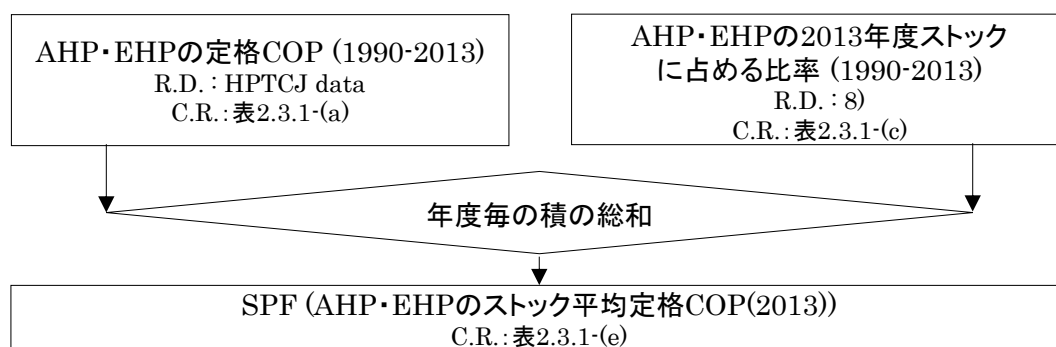 AHP・EHPの定格COP (1990-2013)
R.D.：HPTCJ data
C.R.：表2.3.1-(a)
AHP・EHPの2013年度ストック
に占める比率 (1990-2013)
R.D.：8)
C.R.：表2.3.1-(c)
年度毎の積の総和
SPF (AHP・EHPのストック平均定格COP(2013))
C.R.：表2.3.1-(e)